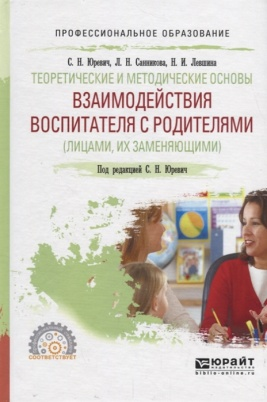 ПРОФЕССИОНАЛЬНОЕ ОБРАЗОВАНИЕ
С. Н. Юревич, Л. Н. Санникова, Н. И. Левшина
ТЕОРЕТИЧЕСКИЕ И МЕТОДИЧЕСКИЕ ОСНОВЫ
ВЗАИМОДЕЙСТВИЯ
ВОСПИТАТЕЛЯ С РОДИТЕЛЯМИ
(ЛИЦАМИ, ИХ ЗАМЕНЯЮЩИМИ)
Под редакцией С. Н. Юревич
СООТВЕТСТВУЕТ
ЮРАЙТ
ИЗДАТЕЛЬСТВО
biblio-online.ru